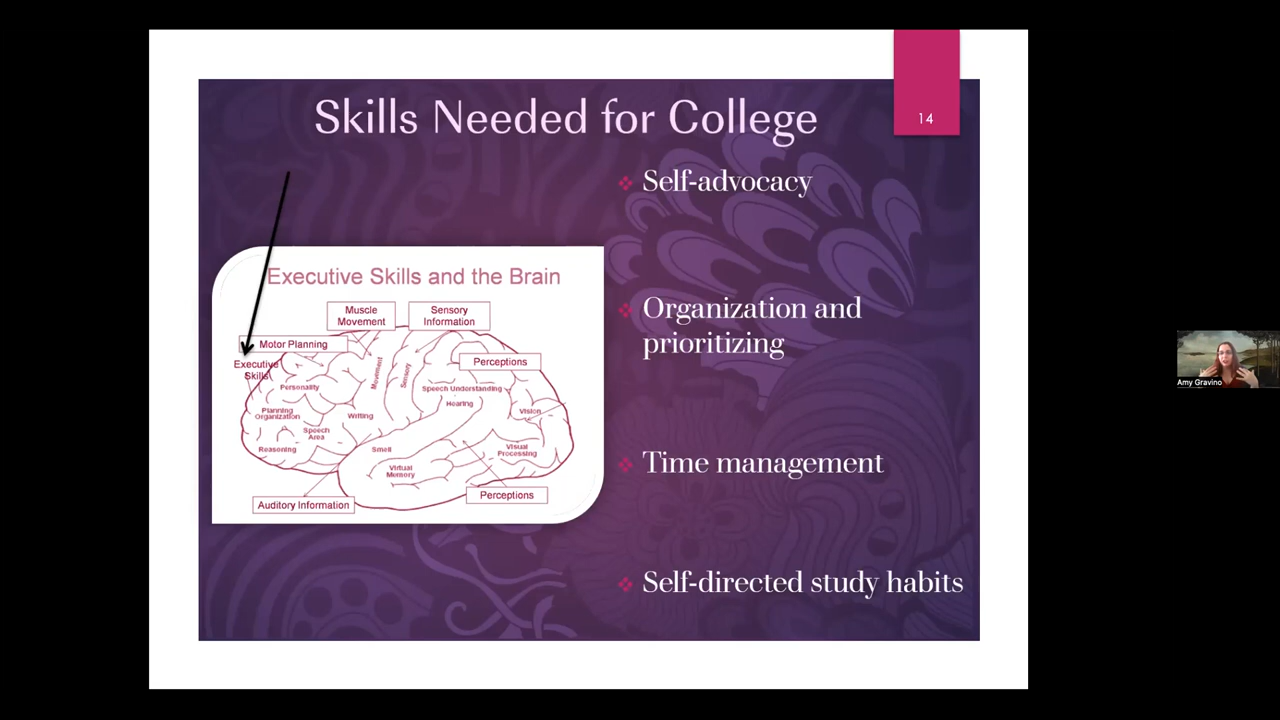 Skills Needed for College
14
Self-advocacy
Organization and
prioritizing
Time management
Self-directed study habits
Executive Skills and the Brain
Muscle
Movement
Sensory
Information
Motor Planning
Perceptions
Executive
Skills
Personality
Movement
Sensory
Speech Understanding
Hearing
Planning
Organization
Writing
Vision
Speech
Area
Reasoning
Smell
Visual
Processing
Virtual
Memory
Perceptions
Auditory Information
Amy Gravino